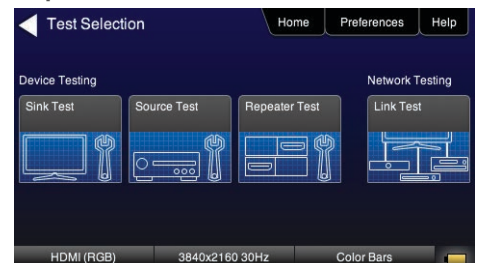 Test Selection Home Preferences Help
Device Testing Network Testing
Sink Test Source Test Repeater Test Link Test
HDMI (RGB) 3840x2160 30Hz Color Bars